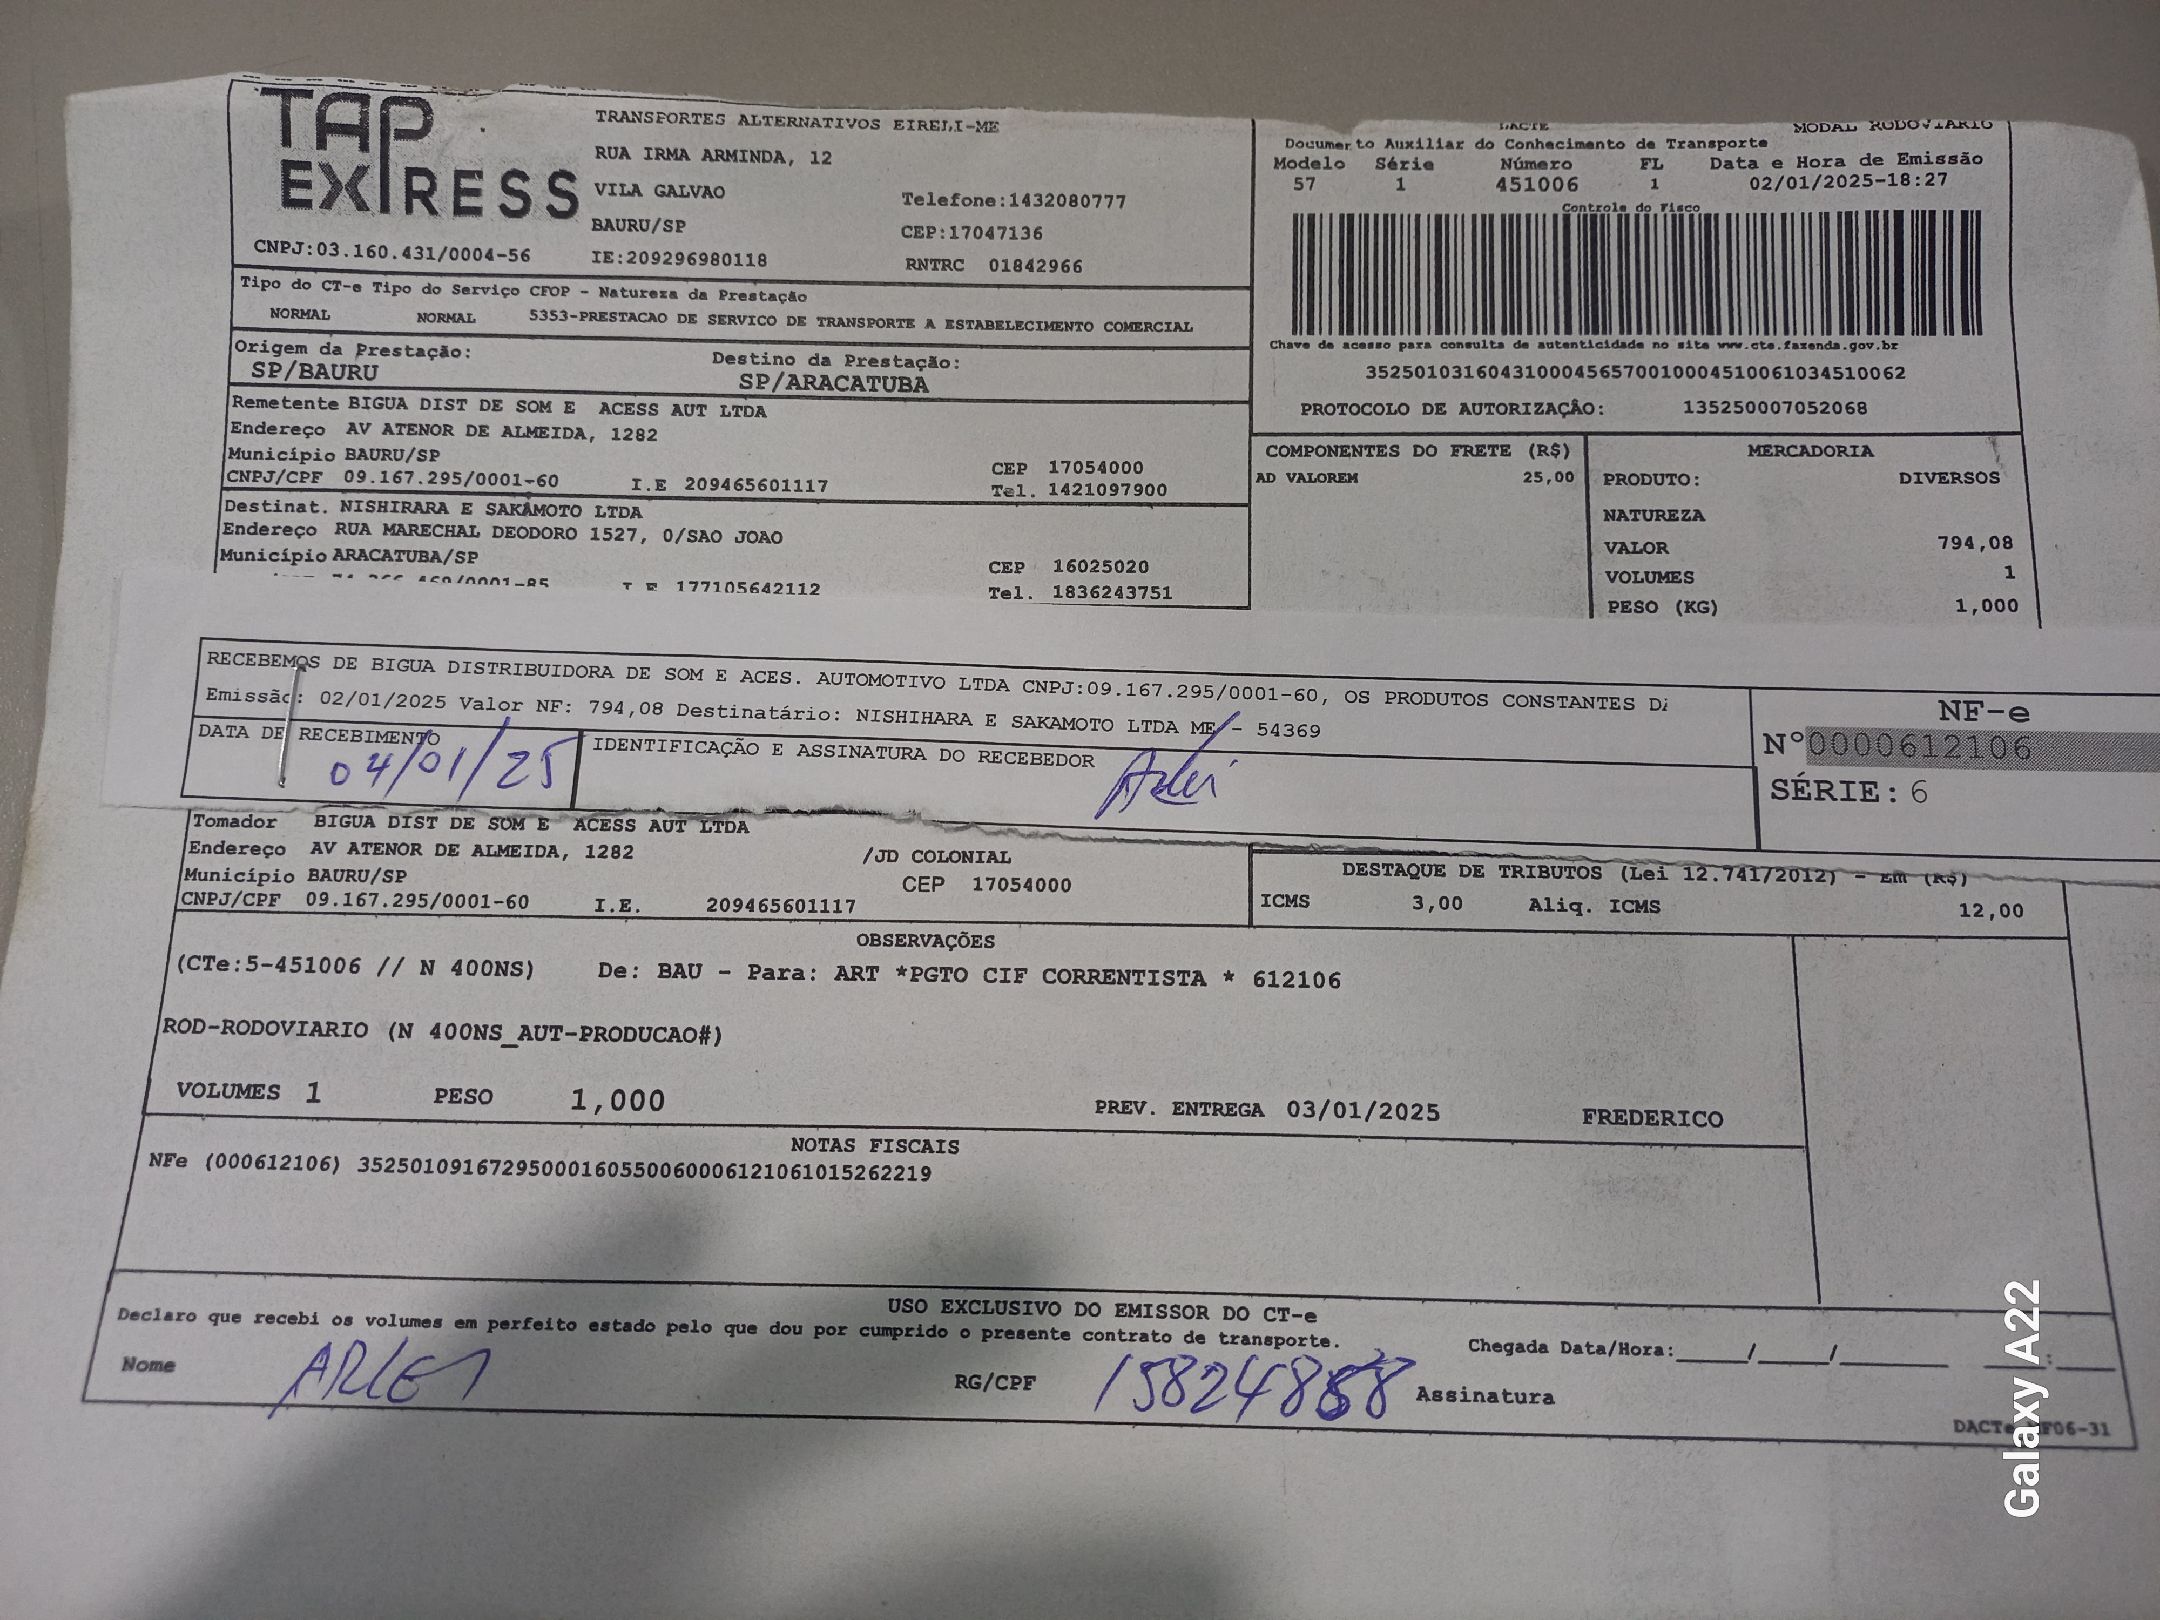 TAP EXPRESS
TRANSPORTES ALTERNATIVOS EIRELI-ME
RUA IRMA ARMINDA, 12
VILA GALVAO
Telefone:1432080777
BAURU/SP
CEP:17047136
CNPJ:03.160.431/0004-56
IE:209296980118
RNTRC 01842966
DACTE MODAL RODOVIARIO
Documento Auxiliar do Conhecimento de Transporte
Modelo Série Número FL Data e Hora de Emissão
57 1 451006 1 02/01/2025-18:27
Controle do Fisco
Chave de acesso para consulta de autenticidade no site www.cte.fazenda.gov.br
35250103160431000456570010004510061034510062
PROTOCOLO DE AUTORIZAÇÃO: 135250007052068
Tipo do CT-e Tipo do Serviço CFOP - Natureza da Prestação
NORMAL NORMAL 5353-PRESTACAO DE SERVICO DE TRANSPORTE A ESTABELECIMENTO COMERCIAL
Origem da Prestação: Destino da Prestação:
SP/BAURU SP/ARACATUBA
Remetente BIGUA DIST DE SOM E ACESS AUT LTDA
Endereço AV ATENOR DE ALMEIDA, 1282
Município BAURU/SP CEP 17054000
CNPJ/CPF 09.167.295/0001-60 I.E 209465601117 Tel. 1421097900
Destinat. NISHIRARA E SAKAMOTO LTDA
Endereço RUA MARECHAL DEODORO 1527, 0/SAO JOAO
Município ARACATUBA/SP CEP 16025020
I E 177105642112 Tel. 1836243751
COMPONENTES DO FRETE (R$)
AD VALOREM 25,00
MERCADORIA
PRODUTO: DIVERSOS
NATUREZA
VALOR 794,08
VOLUMES 1
PESO (KG) 1,000
RECEBEMOS DE BIGUA DISTRIBUIDORA DE SOM E ACES. AUTOMOTIVO LTDA CNPJ:09.167.295/0001-60, OS PRODUTOS CONSTANTES
Emissão: 02/01/2025 Valor NF: 794,08 Destinatário: NISHIHARA E SAKAMOTO LTDA ME - 54369
DATA DE RECEBIMENTO
04/01/25
IDENTIFICAÇÃO E ASSINATURA DO RECEBEDOR
NF-e
Nº0000612106
SÉRIE: 6
Tomador BIGUA DIST DE SOM E ACESS AUT LTDA
Endereço AV ATENOR DE ALMEIDA, 1282 /JD COLONIAL
Município BAURU/SP CEP 17054000
CNPJ/CPF 09.167.295/0001-60 I.E. 209465601117
DESTAQUE DE TRIBUTOS (Lei 12.741/2012) - Em (R$)
ICMS 3,00 Aliq. ICMS 12,00
OBSERVAÇÕES
(CTe:5-451006 // N 400NS) De: BAU - Para: ART *PGTO CIF CORRENTISTA * 612106
ROD-RODOVIARIO (N 400NS_AUT-PRODUCAO#)
VOLUMES 1 PESO 1,000 PREV. ENTREGA 03/01/2025 FREDERICO
NOTAS FISCAIS
NFe (000612106) 35250109167295000160550060006121061015262219
USO EXCLUSIVO DO EMISSOR DO CT-e
Declaro que recebi os volumes em perfeito estado pelo que dou por cumprido o presente contrato de transporte.
Chegada Data/Hora:____/____/______ ____:____
Nome ARLEI RG/CPF Assinatura
Galaxy A22